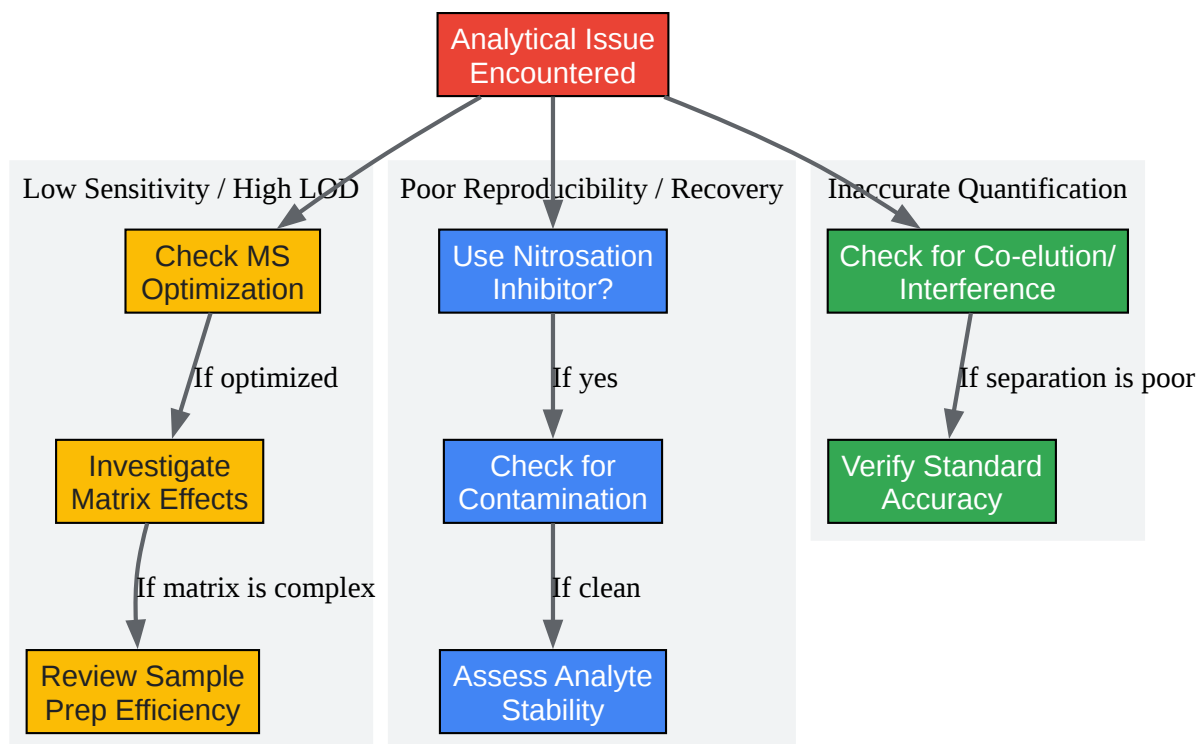 Analytical Issue
Encountered
Low Sensitivity / High LOD
Poor Reproducibility / Recovery
Inaccurate Quantification
Check MS
Optimization
Use Nitrosation
Inhibitor?
Check for Co-elution/
Interference
If optimized
If yes
If separation is poor
Investigate
Matrix Effects
Check for
Contamination
Verify Standard
Accuracy
If matrix is complex
If clean
Review Sample
Prep Efficiency
Assess Analyte
Stability